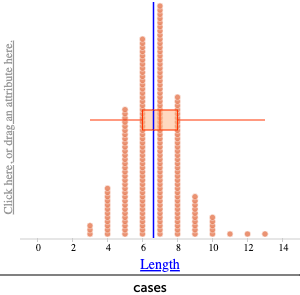 Click here, or drag an attribute here.
0 2 4 6 8 10 12 14
Length
cases